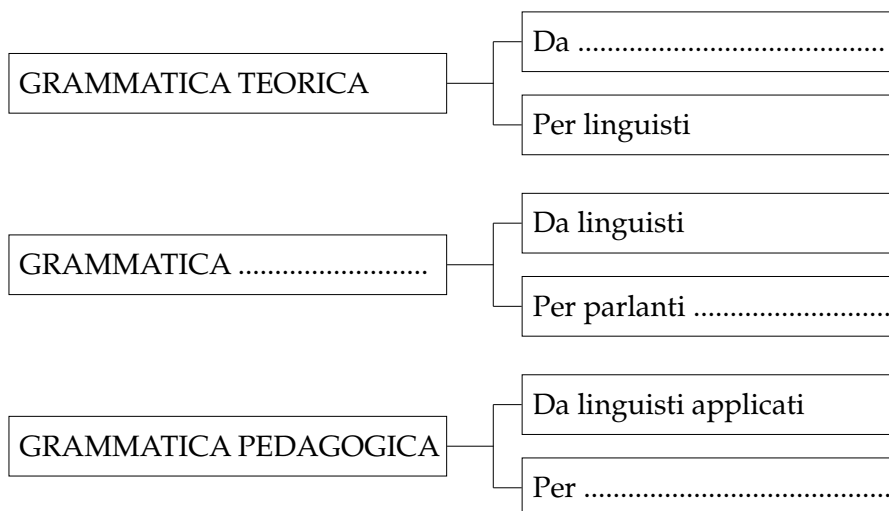 Da ..........................................
GRAMMATICA TEORICA
Per linguisti
Da linguisti
GRAMMATICA ..........................
Per parlanti ...........................
Da linguisti applicati
GRAMMATICA PEDAGOGICA
Per ..........................................